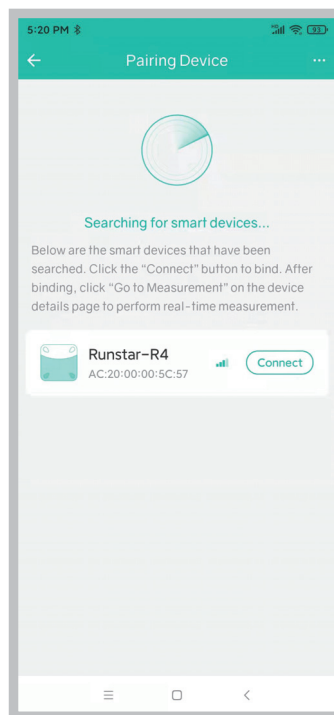 5:20 PM 93
Pairing Device
Searching for smart devices...
Below are the smart devices that have been
searched. Click the “Connect” button to bind. After
binding, click “Go to Measurement” on the device
details page to perform real-time measurement.
Runstar-R4
AC:20:00:00:5C:57
Connect